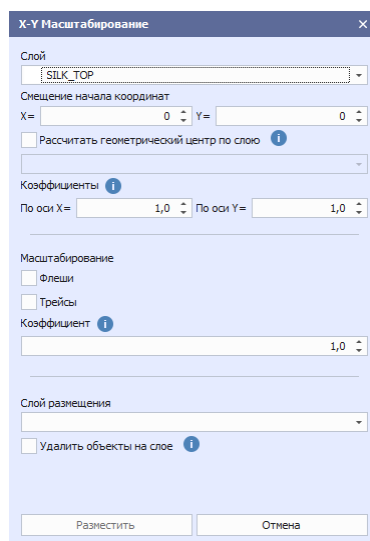 X-Y Масштабирование
Слой
SILK_TOP
Смещение начала координат
X= 0 Y= 0
Рассчитать геометрический центр по слою
Коэффициенты
По оси X= 1,0 По оси Y= 1,0
Масштабирование
Флеши
Трейсы
Коэффициент
1,0
Слой размещения
Удалить объекты на слое
Разместить Отмена